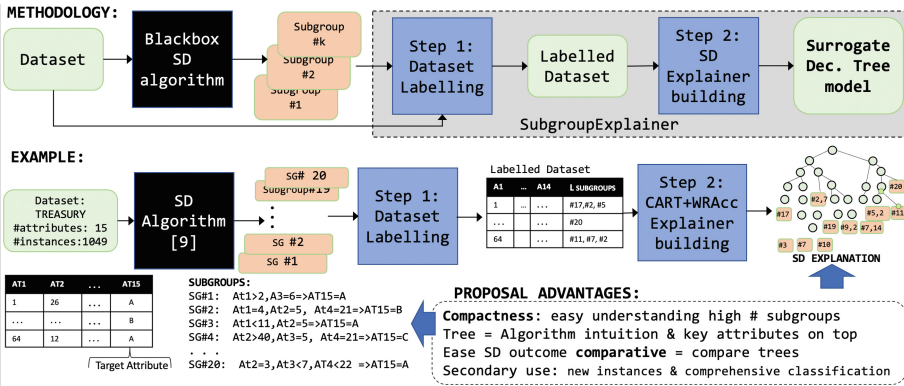 METHODOLOGY:
Dataset
Blackbox
SD
algorithm
Subgroup
#k
Subgroup
#2
Subgroup
#1
Step 1:
Dataset
Labelling
Labelled
Dataset
Step 2:
SD
Explainer
building
Surrogate
Dec. Tree
model
SubgroupExplainer
EXAMPLE:
Dataset:
TREASURY
#attributes: 15
#instances:1049
SD
Algorithm
[9]
SG# 20
Subgroup#19
SG #2
SG #1
Step 1:
Dataset
Labelling
Labelled Dataset
A1 ... A14 L SUBGROUPS
1 ... ... #17,#2, #5
... #20
64 ... #11, #7, #2
Step 2:
CART+WRAcc
Explainer
building
#20
#2,7
#17 #5,2 #11
#19 #9,2 #7,14
#3 #7 #10
SD EXPLANATION
AT1 AT2 ... AT15
1 26 ... A
... ... B
64 12 ... A
Target Attribute
SUBGROUPS:
SG#1: At1>2,A3=6=>AT15=A
SG#2: At1=4,At2=5, At4=21=>AT15=B
SG#3: At1<11,At2=5=>AT15=A
SG#4: At2>40,At3=5, At4=21=>AT15=C
. . .
SG#20: At2=3,At3<7,AT4<22 =>AT15=A
PROPOSAL ADVANTAGES:
Compactness: easy understanding high # subgroups
Tree = Algorithm intuition & key attributes on top
Ease SD outcome comparative = compare trees
Secondary use: new instances & comprehensive classification